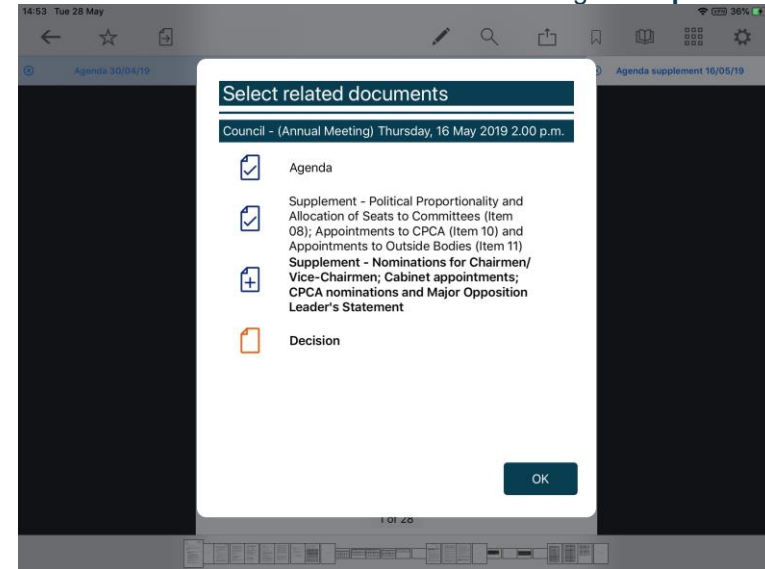 14:53 Tue 28 May
VPN 36%
Agenda 30/04/19
Agenda supplement 16/05/19
Select related documents
Council - (Annual Meeting) Thursday, 16 May 2019 2.00 p.m.
Agenda
Supplement - Political Proportionality and
Allocation of Seats to Committees (Item
08); Appointments to CPCA (Item 10) and
Appointments to Outside Bodies (Item 11)
Supplement - Nominations for Chairmen/
Vice-Chairmen; Cabinet appointments;
CPCA nominations and Major Opposition
Leader's Statement
Decision
OK
1 of 28